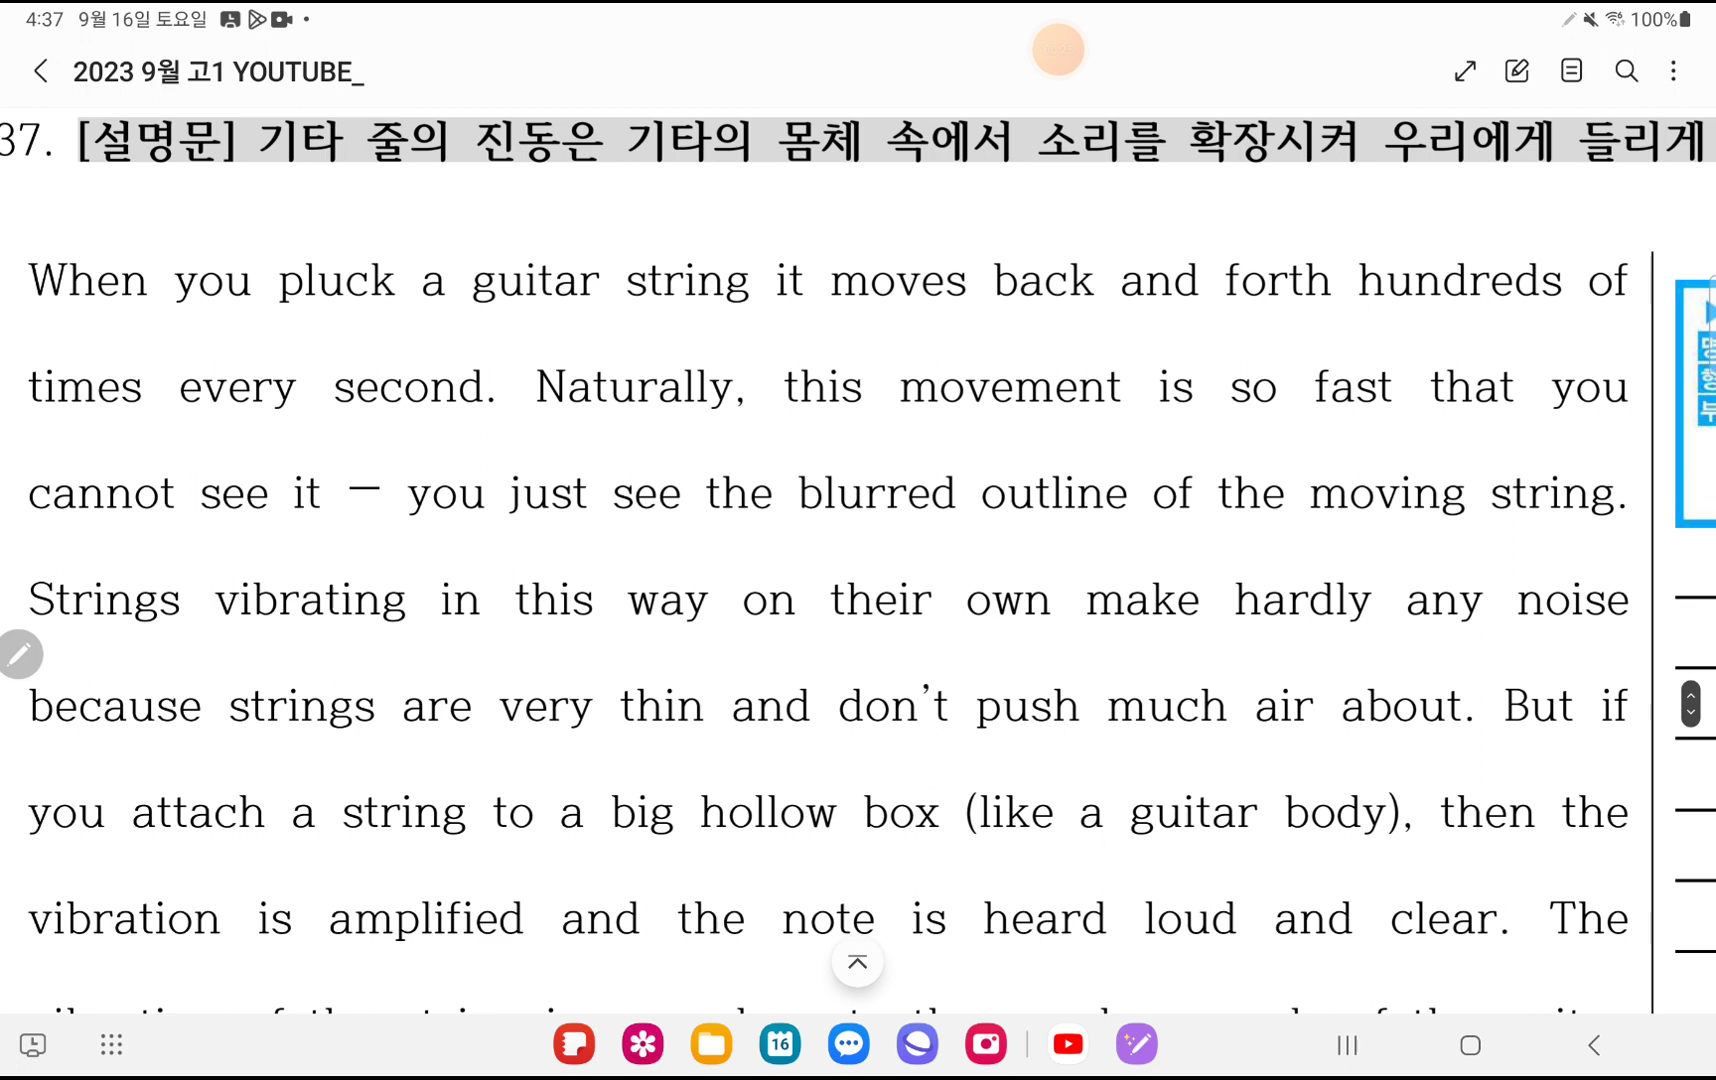 4:37 9월 16일 토요일 100%
2023 9월 고1 YOUTUBE_
37. [설명문] 기타 줄의 진동은 기타의 몸체 속에서 소리를 확장시켜 우리에게 들리게
When you pluck a guitar string it moves back and forth hundreds of
times every second. Naturally, this movement is so fast that you
cannot see it — you just see the blurred outline of the moving string.
Strings vibrating in this way on their own make hardly any noise
because strings are very thin and don't push much air about. But if
you attach a string to a big hollow box (like a guitar body), then the
vibration is amplified and the note is heard loud and clear. The
16